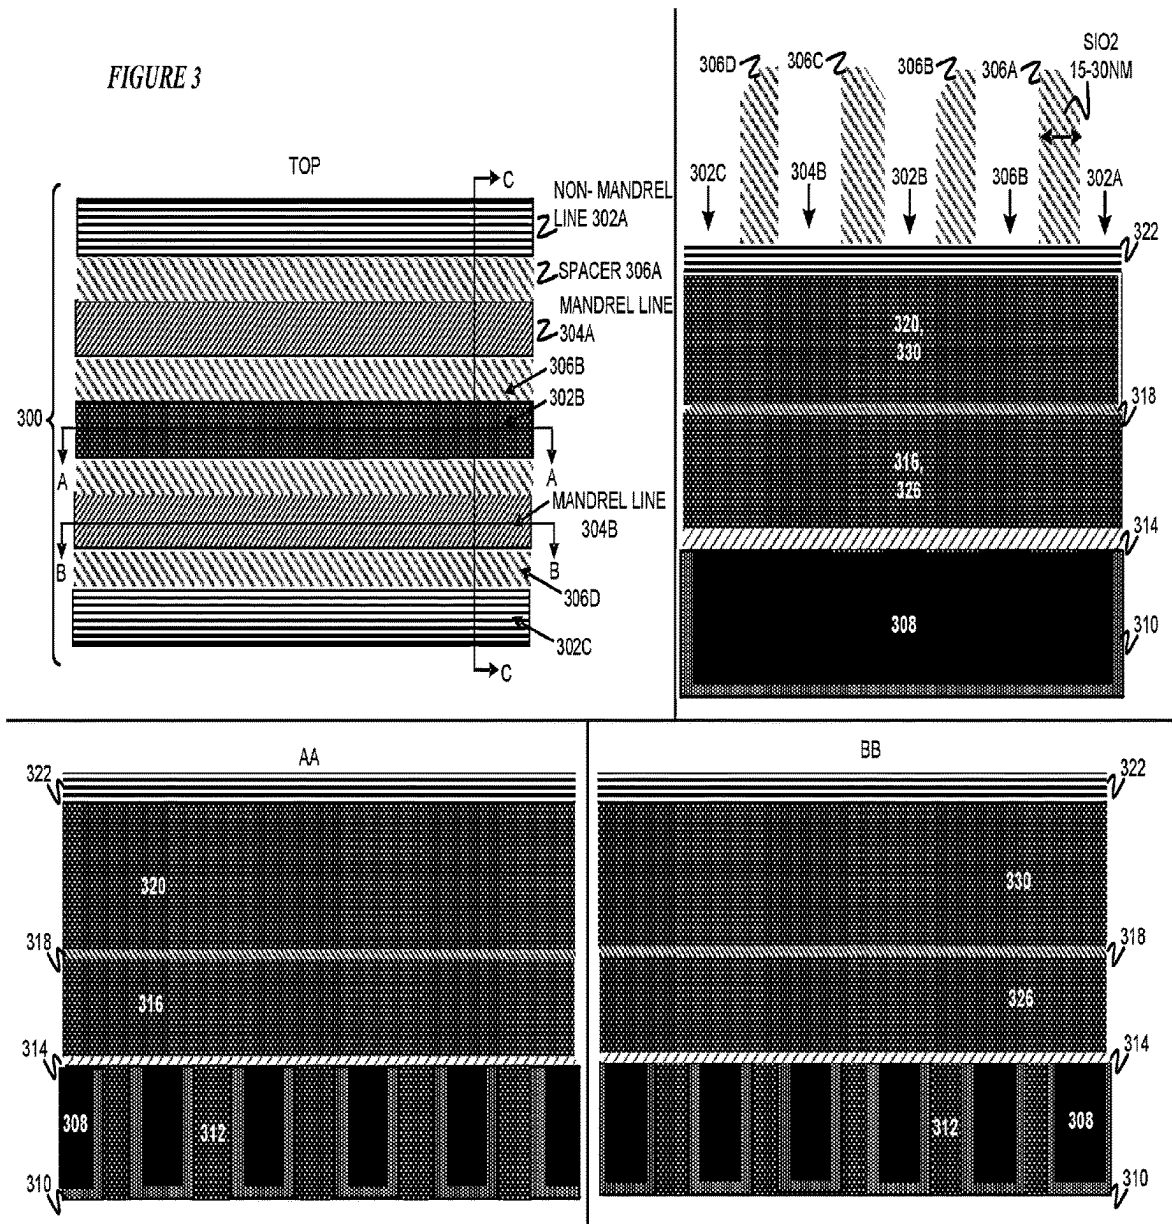 FIGURE 3
TOP
C
NON- MANDREL
LINE 302A
SPACER 306A
MANDREL LINE
304A
306B
302B
300
A
A
MANDREL LINE
304B
B
B
306D
302C
C
306D
306C
306B
306A
SIO2
15-30NM
302C
304B
302B
306B
302A
322
320
330
318
316
326
314
308
310
AA
322
320
318
316
314
308
312
310
BB
322
330
318
326
314
312
308
310